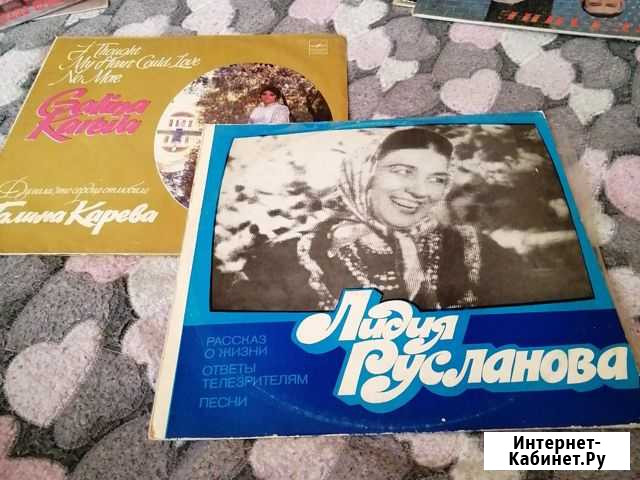 I Thought
My Heart Could Love
No More
Galina
Kareva
Думала, это сердце отлюбило
Галина Карева
Лидия
Русланова
РАССКАЗ
О ЖИЗНИ
ОТВЕТЫ
ТЕЛЕЗРИТЕЛЯМ
ПЕСНИ
Интернет-
Кабинет.Ру